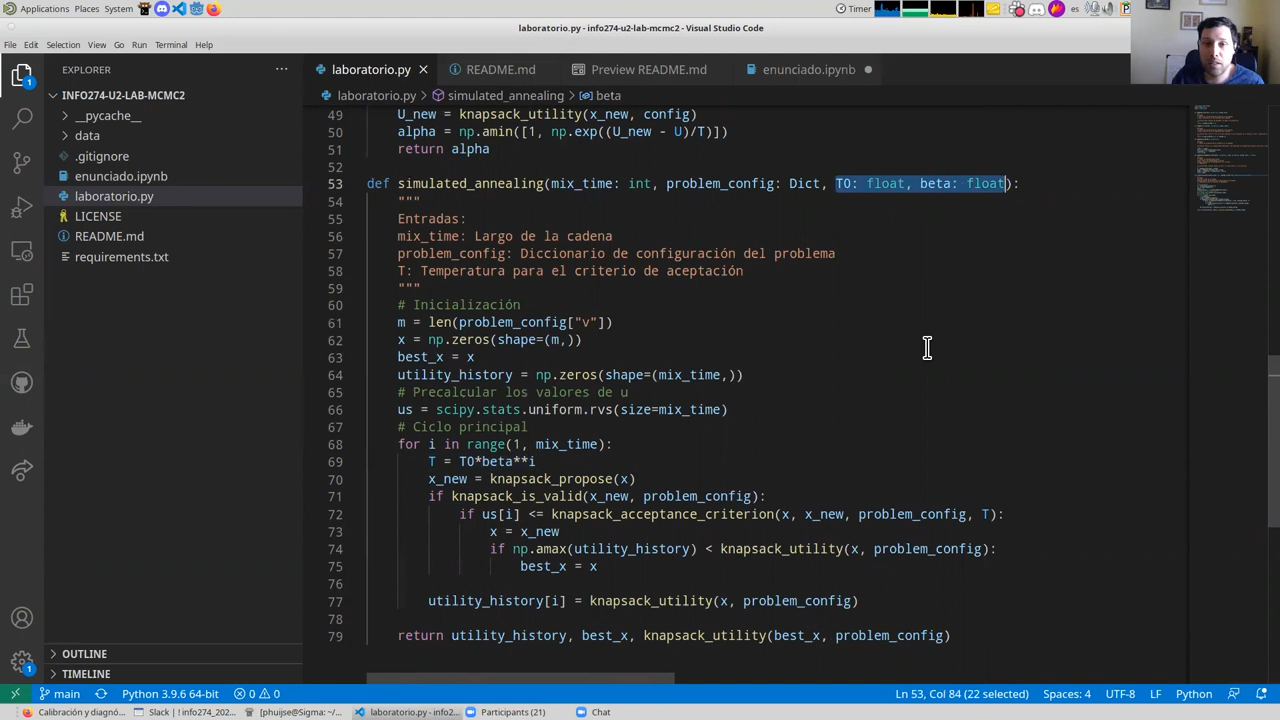 Applications Places System Timer es
laboratorio.py - info274-u2-lab-mcmc2 - Visual Studio Code
File Edit Selection View Go Run Terminal Help
EXPLORER
laboratorio.py README.md Preview README.md enunciado.ipynb
INFO274-U2-LAB-MCMC2
laboratorio.py simulated_annealing beta
__pycache__
data
.gitignore
enunciado.ipynb
laboratorio.py
LICENSE
README.md
requirements.txt
49 U_new = knapsack_utility(x_new, config)
50 alpha = np.amin([1, np.exp((U_new - U)/T)])
51 return alpha
52
53 def simulated_annealing(mix_time: int, problem_config: Dict, T0: float, beta: float):
54 """
55 Entradas:
56 mix_time: Largo de la cadena
57 problem_config: Diccionario de configuración del problema
58 T: Temperatura para el criterio de aceptación
59 """
60 # Inicialización
61 m = len(problem_config["v"])
62 x = np.zeros(shape=(m,))
63 best_x = x
64 utility_history = np.zeros(shape=(mix_time,))
65 # Precalcular los valores de u
66 us = scipy.stats.uniform.rvs(size=mix_time)
67 # Ciclo principal
68 for i in range(1, mix_time):
69 T = T0*beta**i
70 x_new = knapsack_propose(x)
71 if knapsack_is_valid(x_new, problem_config):
72 if us[i] <= knapsack_acceptance_criterion(x, x_new, problem_config, T):
73 x = x_new
74 if np.amax(utility_history) < knapsack_utility(x, problem_config):
75 best_x = x
76
77 utility_history[i] = knapsack_utility(x, problem_config)
78
79 return utility_history, best_x, knapsack_utility(best_x, problem_config)
OUTLINE
TIMELINE
main Python 3.9.6 64-bit 0 0 Ln 53, Col 84 (22 selected) Spaces: 4 UTF-8 LF Python
Calibración y diagnó... Slack | ! info274_202... [phuijse@Sigma: ~/... laboratorio.py - info2... Participants (21) Chat